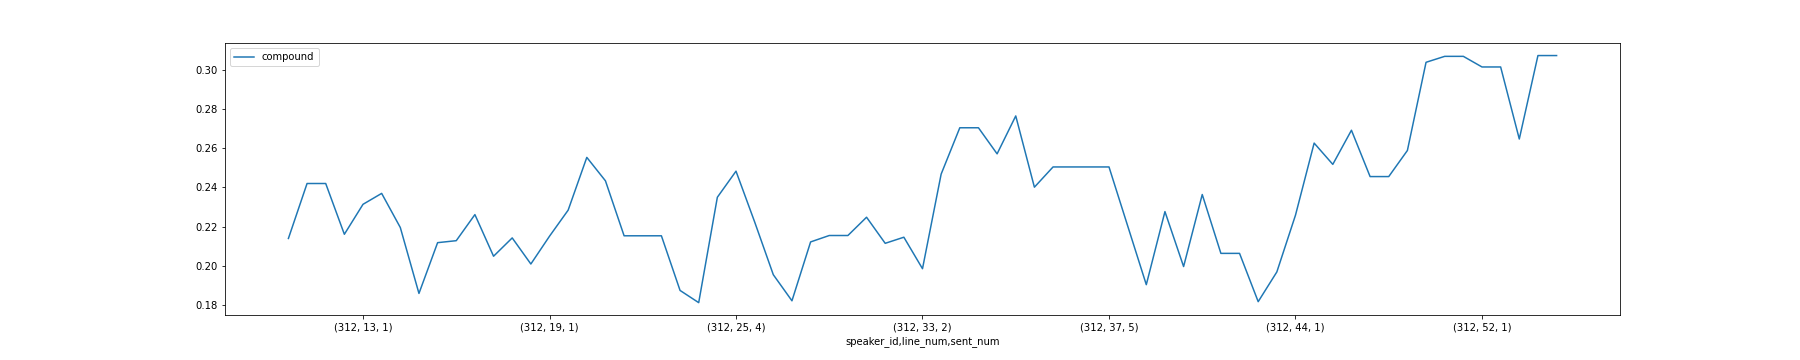 compound
0.30
0.28
0.26
0.24
0.22
0.20
0.18
(312, 13, 1) (312, 19, 1) (312, 25, 4) (312, 33, 2) (312, 37, 5) (312, 44, 1) (312, 52, 1)
speaker_id,line_num,sent_num